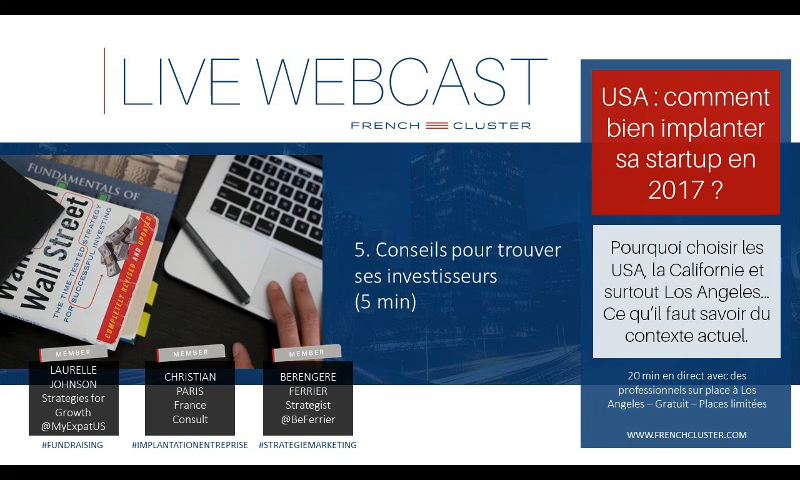 LIVE WEBCAST
FRENCH CLUSTER
USA : comment
bien implanter
sa startup en
2017 ?
FUNDAMENTALS OF
Wall Street
THE TIME-TESTED STRATEGY
FOR SUCCESSFUL INVESTING
COMPLETELY REVISED AND UPDATED
5. Conseils pour trouver
ses investisseurs
(5 min)
Pourquoi choisir les
USA, la Californie et
surtout Los Angeles...
Ce qu'il faut savoir du
contexte actuel.
MEMBER
LAURELLE
JOHNSON
Strategies for
Growth
@MyExpatUS
#FUNDRAISING
MEMBER
CHRISTIAN
PARIS
France
Consult
#IMPLANTATIONENTREPRISE
MEMBER
BERENGERE
FERRIER
Strategist
@BeFerrier
#STRATEGIEMARKETING
20 min en direct avec des
professionnels sur place à Los
Angeles – Gratuit – Places limitées
WWW.FRENCHCLUSTER.COM